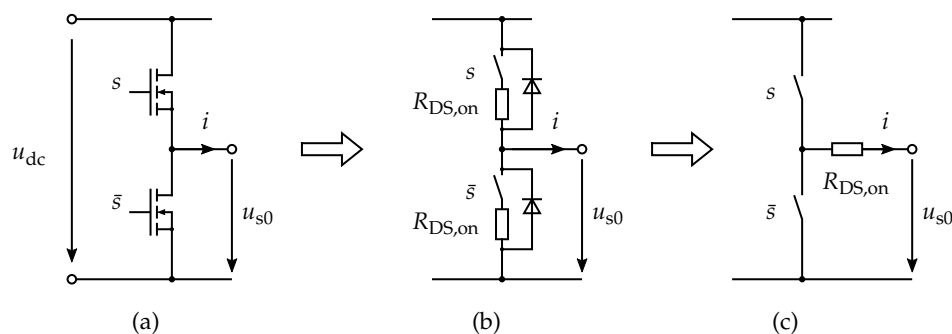 s
i
u_dc
s̄
u_s0
(a)
s
R_DS,on
i
s̄
R_DS,on
u_s0
(b)
s
i
R_DS,on
s̄
u_s0
(c)